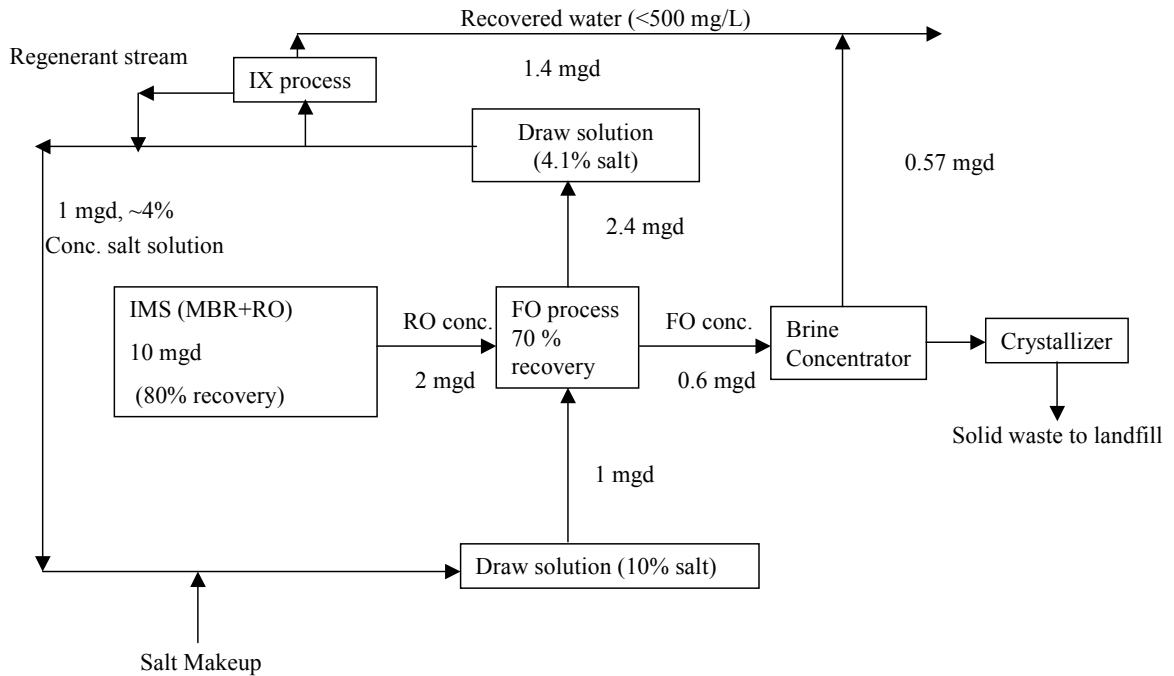 Recovered water (<500 mg/L)
Regenerant stream
IX process
1.4 mgd
Draw solution
(4.1% salt)
0.57 mgd
1 mgd, ~4%
Conc. salt solution
2.4 mgd
IMS (MBR+RO)
10 mgd
(80% recovery)
RO conc.
2 mgd
FO process
70 %
recovery
FO conc.
0.6 mgd
Brine
Concentrator
Crystallizer
Solid waste to landfill
1 mgd
Draw solution (10% salt)
Salt Makeup